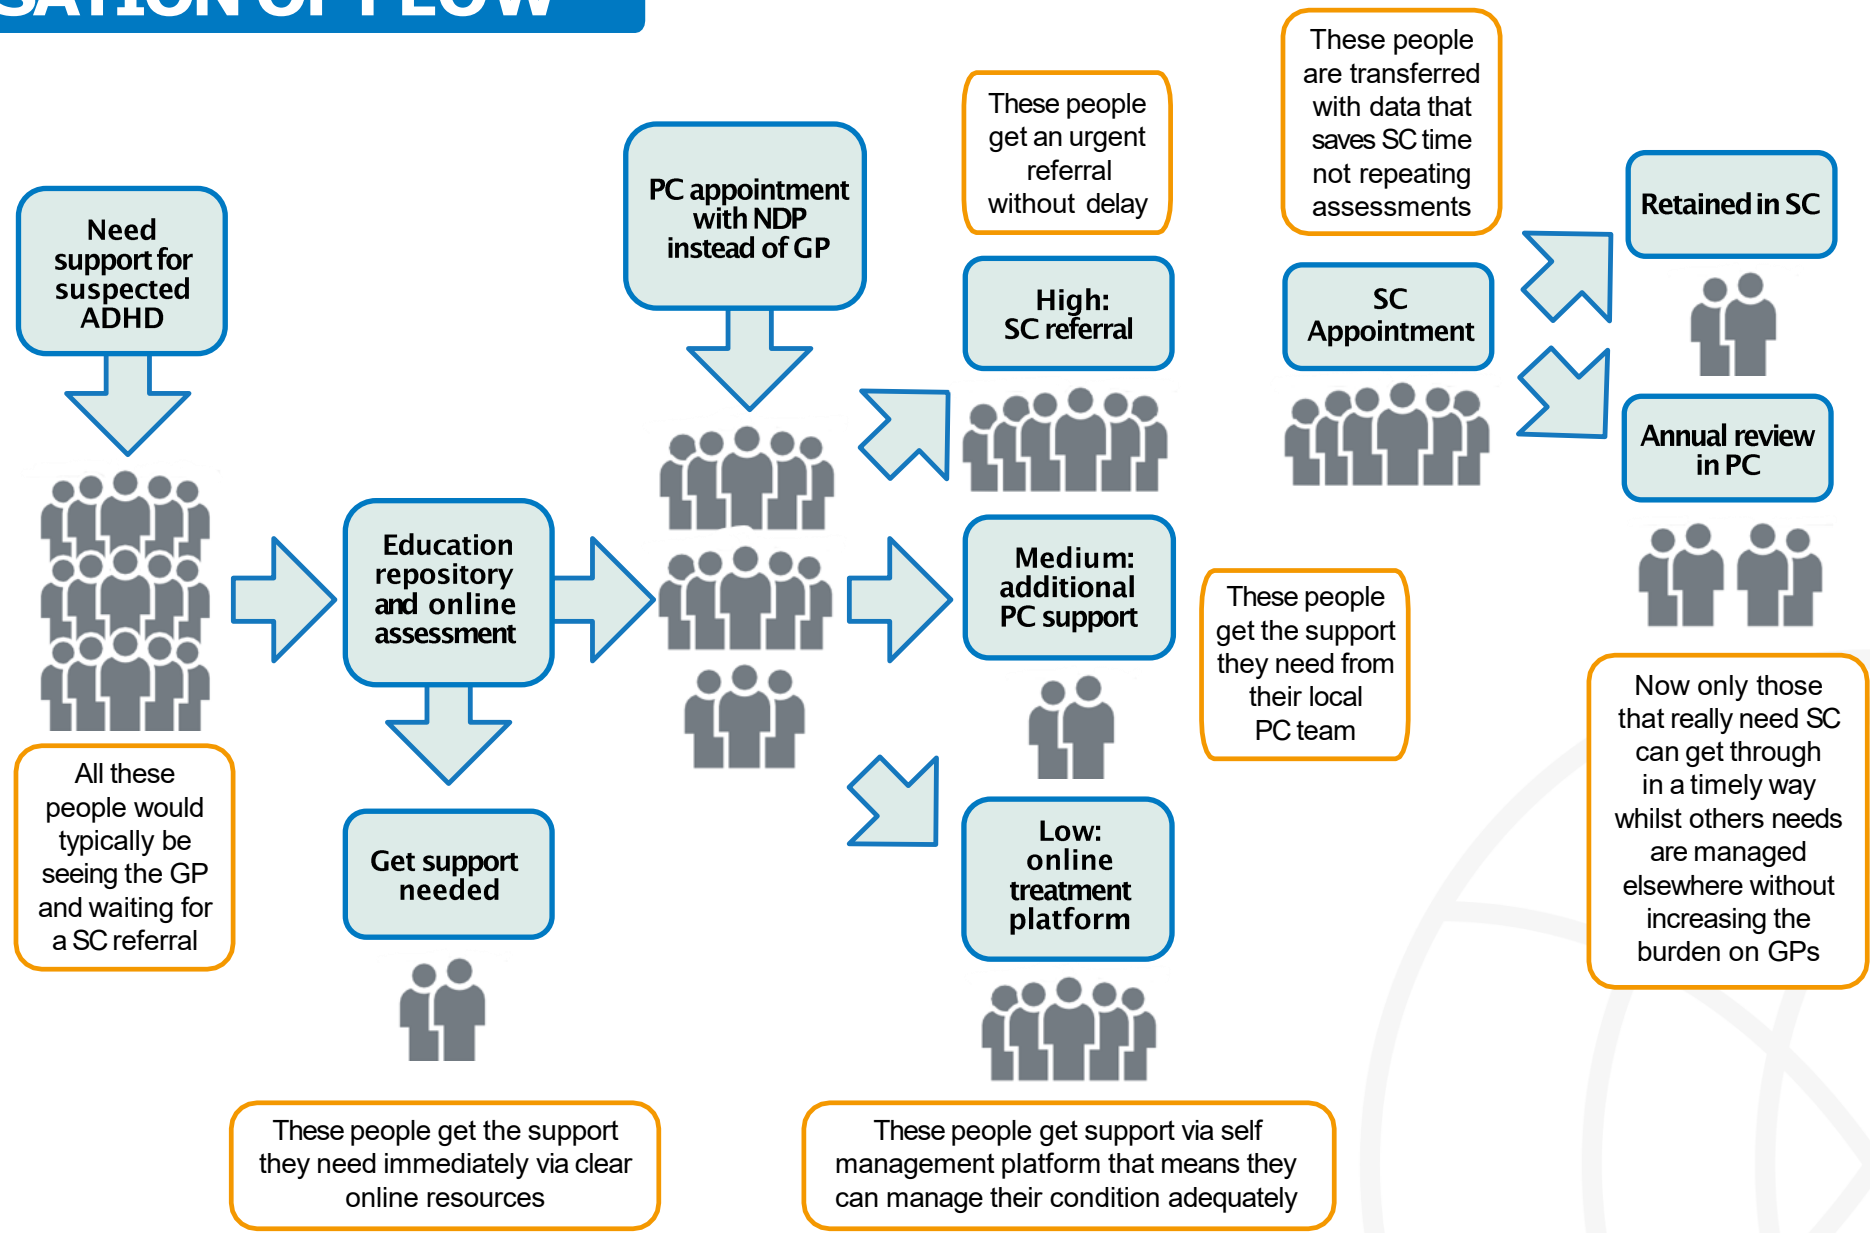 SATION OF FLOW
Need
support for
suspected
ADHD
All these
people would
typically be
seeing the GP
and waiting for
a SC referral
Education
repository
and online
assessment
Get support
needed
These people get the support
they need immediately via clear
online resources
PC appointment
with NDP
instead of GP
These people
get an urgent
referral
without delay
High:
SC referral
Medium:
additional
PC support
These people
get the support
they need from
their local
PC team
Low:
online
treatment
platform
These people get support via self
management platform that means they
can manage their condition adequately
These people
are transferred
with data that
saves SC time
not repeating
assessments
SC
Appointment
Retained in SC
Annual review
in PC
Now only those
that really need SC
can get through
in a timely way
whilst others needs
are managed
elsewhere without
increasing the
burden on GPs